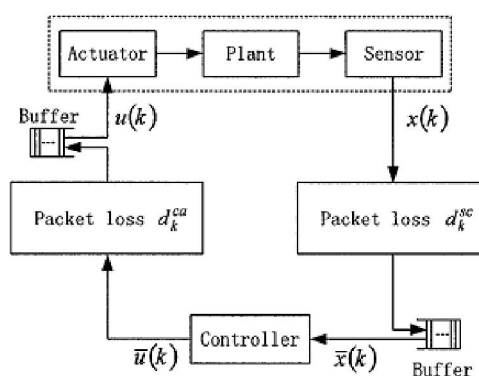 Actuator Plant Sensor
Buffer u(k) x(k)
Packet loss d_k^{ca} Packet loss d_k^{sc}
Controller
ū(k) x̄(k)
Buffer